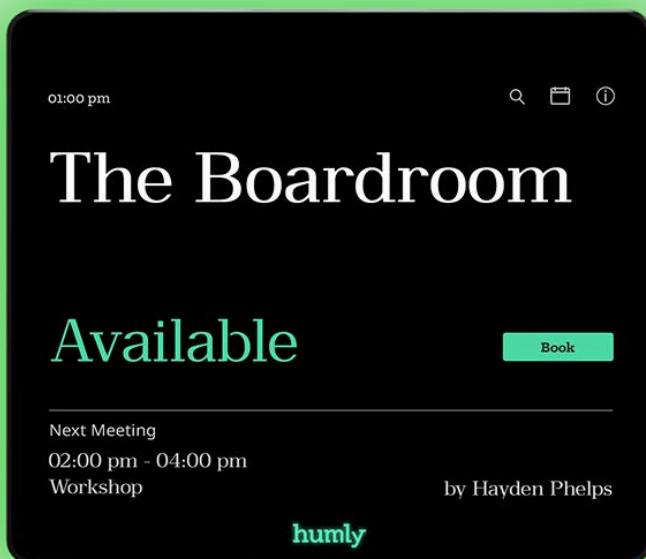 01:00 pm
The Boardroom
Available
Book
Next Meeting
02:00 pm - 04:00 pm
Workshop
by Hayden Phelps
humly